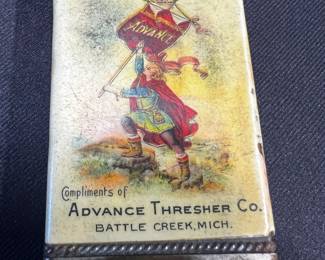 ADVANCE
Compliments of
ADVANCE THRESHER CO.
BATTLE CREEK, MICH.